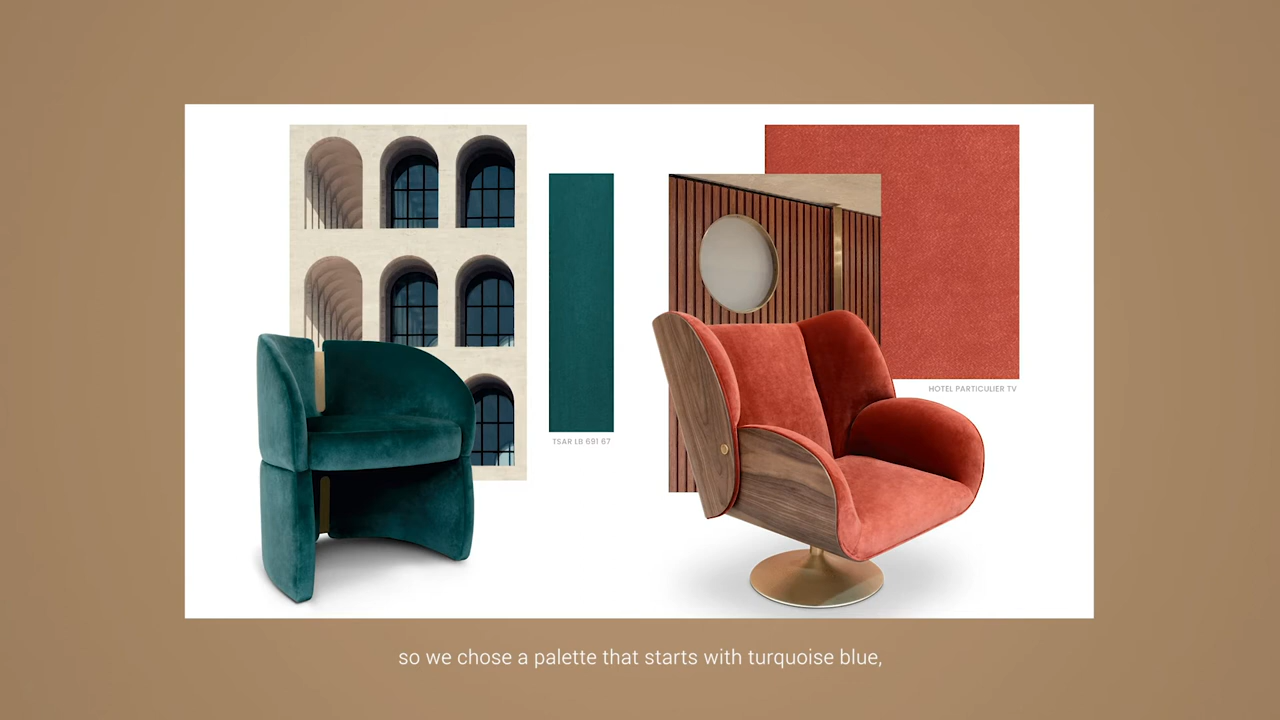 HOTEL PARTICULIER TV
TSAR LB 691 67
so we chose a palette that starts with turquoise blue,